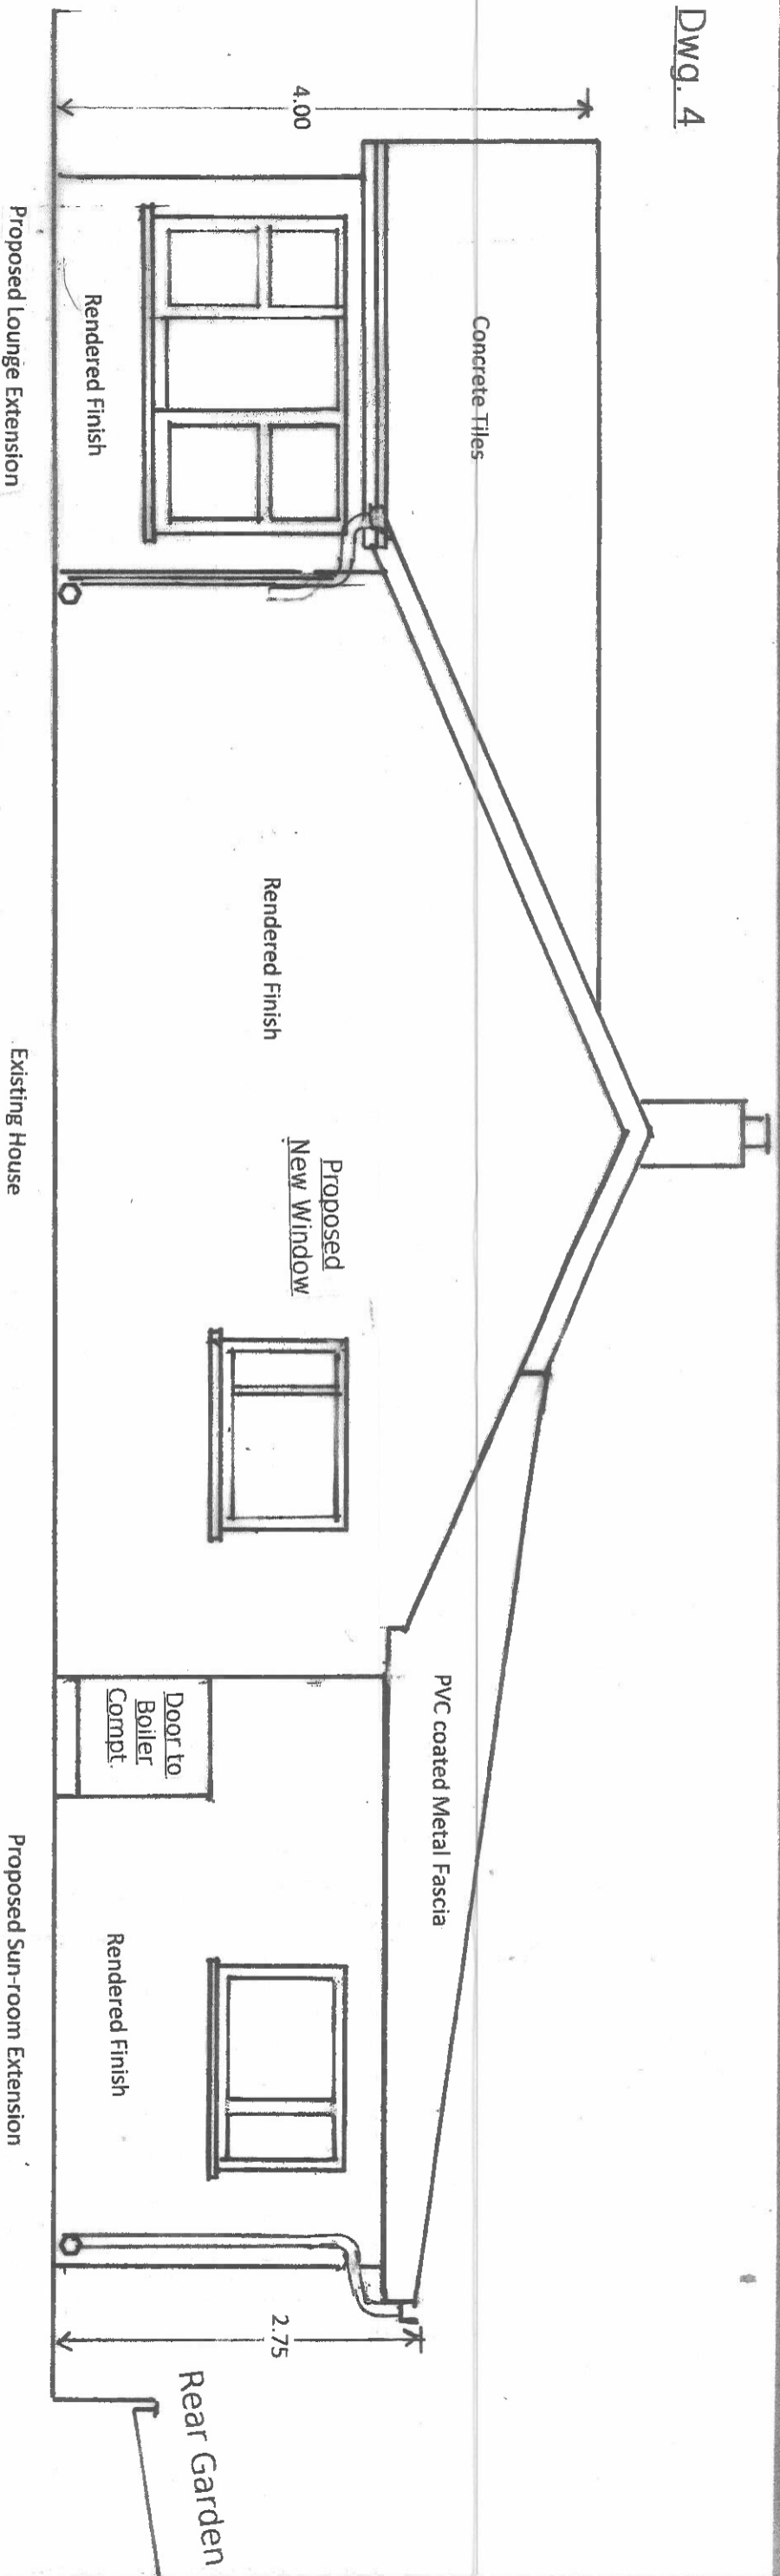 Dwg. 4
4.00
Concrete Tiles
Rendered Finish
Rendered Finish
Proposed
New Window
PVC coated Metal Fascia
Door to
Boiler
Compt.
Rendered Finish
2.75
Rear Garden
Proposed Lounge Extension
Existing House
Proposed Sun-room Extension